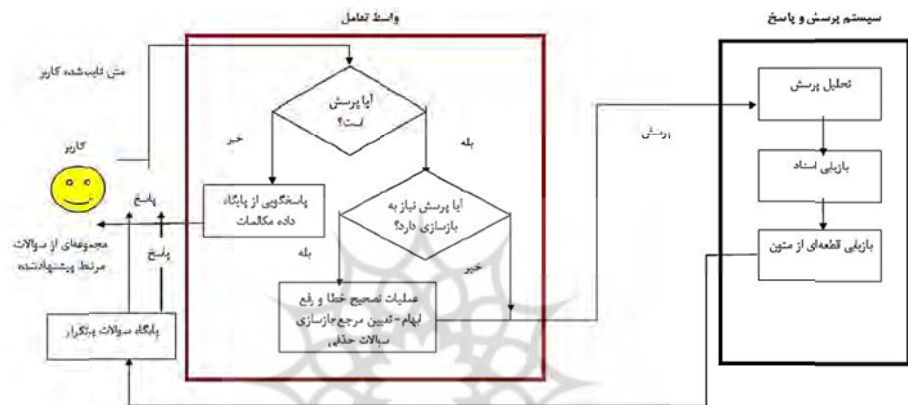 واسط تعامل
سیستم پرسش و پاسخ
متن تایپ‌شده کاربر
کاربر
آیا پرسش
است؟
خیر
بله
پاسخگویی از پایگاه
داده مکالمات
آیا پرسش نیاز به
بازسازی دارد؟
بله
خیر
عملیات تصحیح خطا و رفع
ابهام-تعیین مرجع-بازسازی
سوالات حذفی
پرسش
تحلیل پرسش
بازیابی اسناد
بازیابی قطعه‌ای از متون
پاسخ
پاسخ
مجموعه‌ای از سوالات
مرتبط پیشنهادشده
پایگاه سوالات پرتکرار